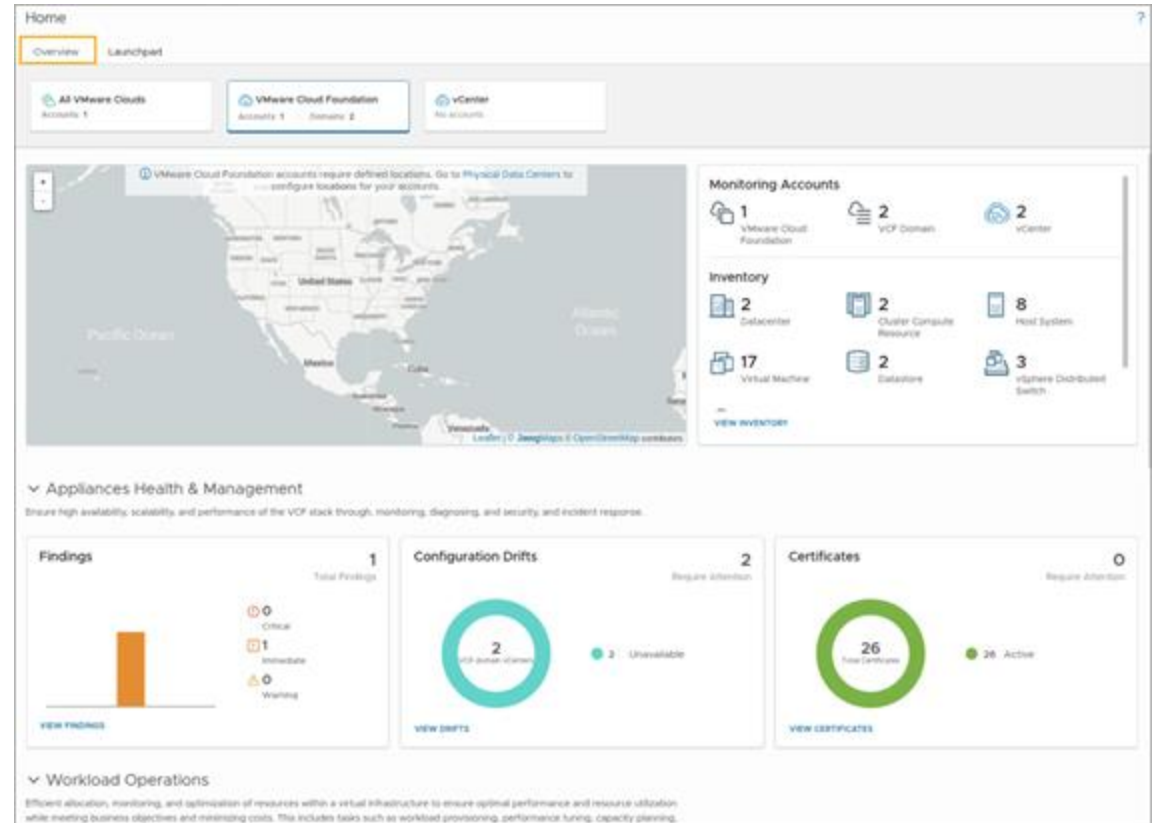 Home
?
Overview
Launchpad
All VMware Clouds
Accounts: 1
VMware Cloud Foundation
Accounts: 1 Domains: 2
vCenter
No accounts
+
-
VMware Cloud Foundation accounts require defined locations. Go to Physical Data Centers to
configure locations for your accounts.
United States
Pacific Ocean
Atlantic
Ocean
Mexico
Cuba
Venezuela
Leaflet | © JawgMaps © OpenStreetMap contributors
Monitoring Accounts
1
VMware Cloud
Foundation
2
VCF Domain
2
vCenter
Inventory
2
Datacenter
2
Cluster Compute
Resource
8
Host System
17
Virtual Machine
2
Datastore
3
vSphere Distributed
Switch
VIEW INVENTORY
Appliances Health & Management
Ensure high availability, scalability, and performance of the VCF stack through, monitoring, diagnosing, and security, and incident response.
Findings
1
Total Findings
0
Critical
1
Immediate
0
Warning
VIEW FINDINGS
Configuration Drifts
2
Require Attention
2
VCF domain vCenters
2 Unavailable
VIEW DRIFTS
Certificates
0
Require Attention
26
Total Certificates
26 Active
VIEW CERTIFICATES
Workload Operations
Efficient allocation, monitoring, and optimization of resources within a virtual infrastructure to ensure optimal performance and resource utilization
while meeting business objectives and minimizing costs. This includes tasks such as workload provisioning, performance tuning, capacity planning,